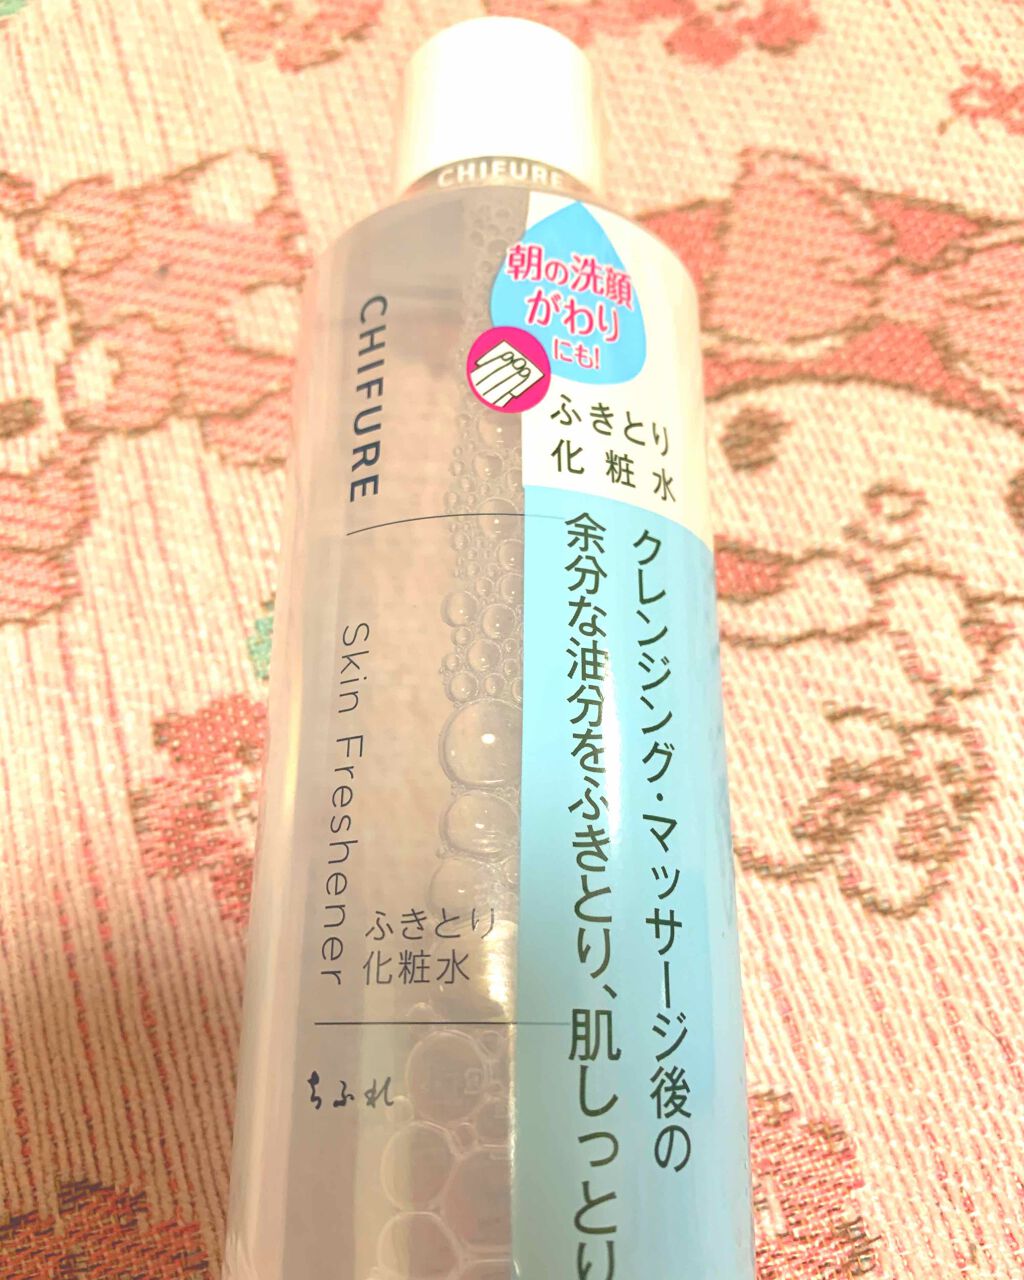 CHIFURE
朝の洗顔
がわり
にも!
ふきとり
化粧水
クレンジング・マッサージ後の
余分な油分をふきとり、肌しっとり
CHIFURE
Skin Freshener
ふきとり
化粧水
ちふれ